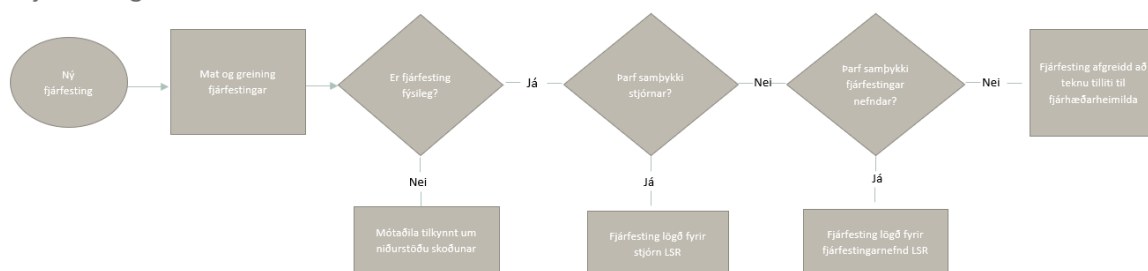 Ný
fjárfesting
Mat og greining
fjárfestingar
Er fjárfesting
fýsileg?
Já
Þarf samþykki
stjórnar?
Nei
Þarf samþykki
fjárfestingar
nefndar?
Nei
Fjárfesting afgreidd að
teknu tilliti til
fjárhæðarheimilda
Nei
Já
Já
Mótaðila tilkynnt um
niðurstöðu skoðunar
Fjárfesting lögð fyrir
stjórn LSR
Fjárfesting lögð fyrir
fjárfestingarnefnd LSR